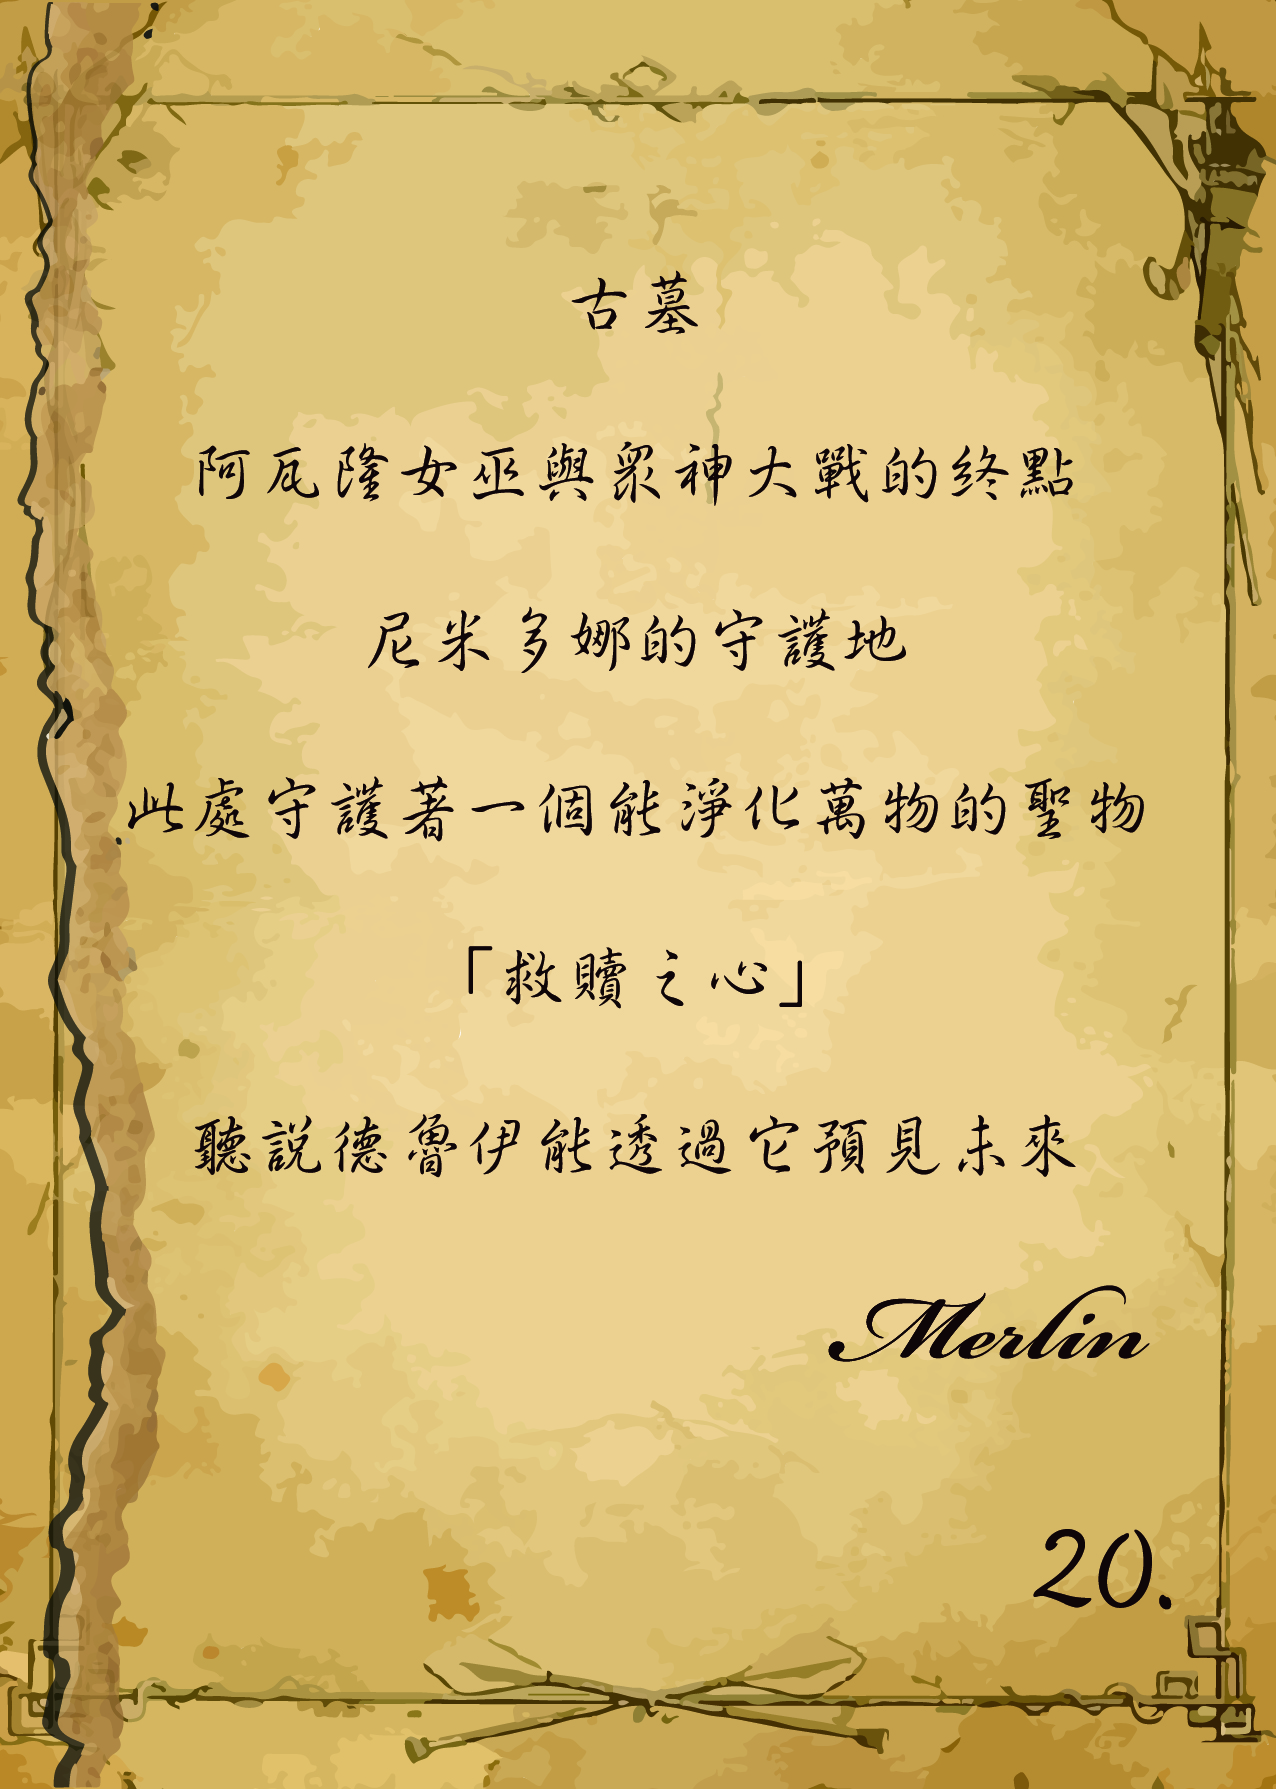 古墓
阿瓦隆女巫與眾神大戰的終點
尼米多娜的守護地
此處守護著一個能淨化萬物的聖物
「救贖之心」
聽說德魯伊能透過它預見未來
Merlin
20.